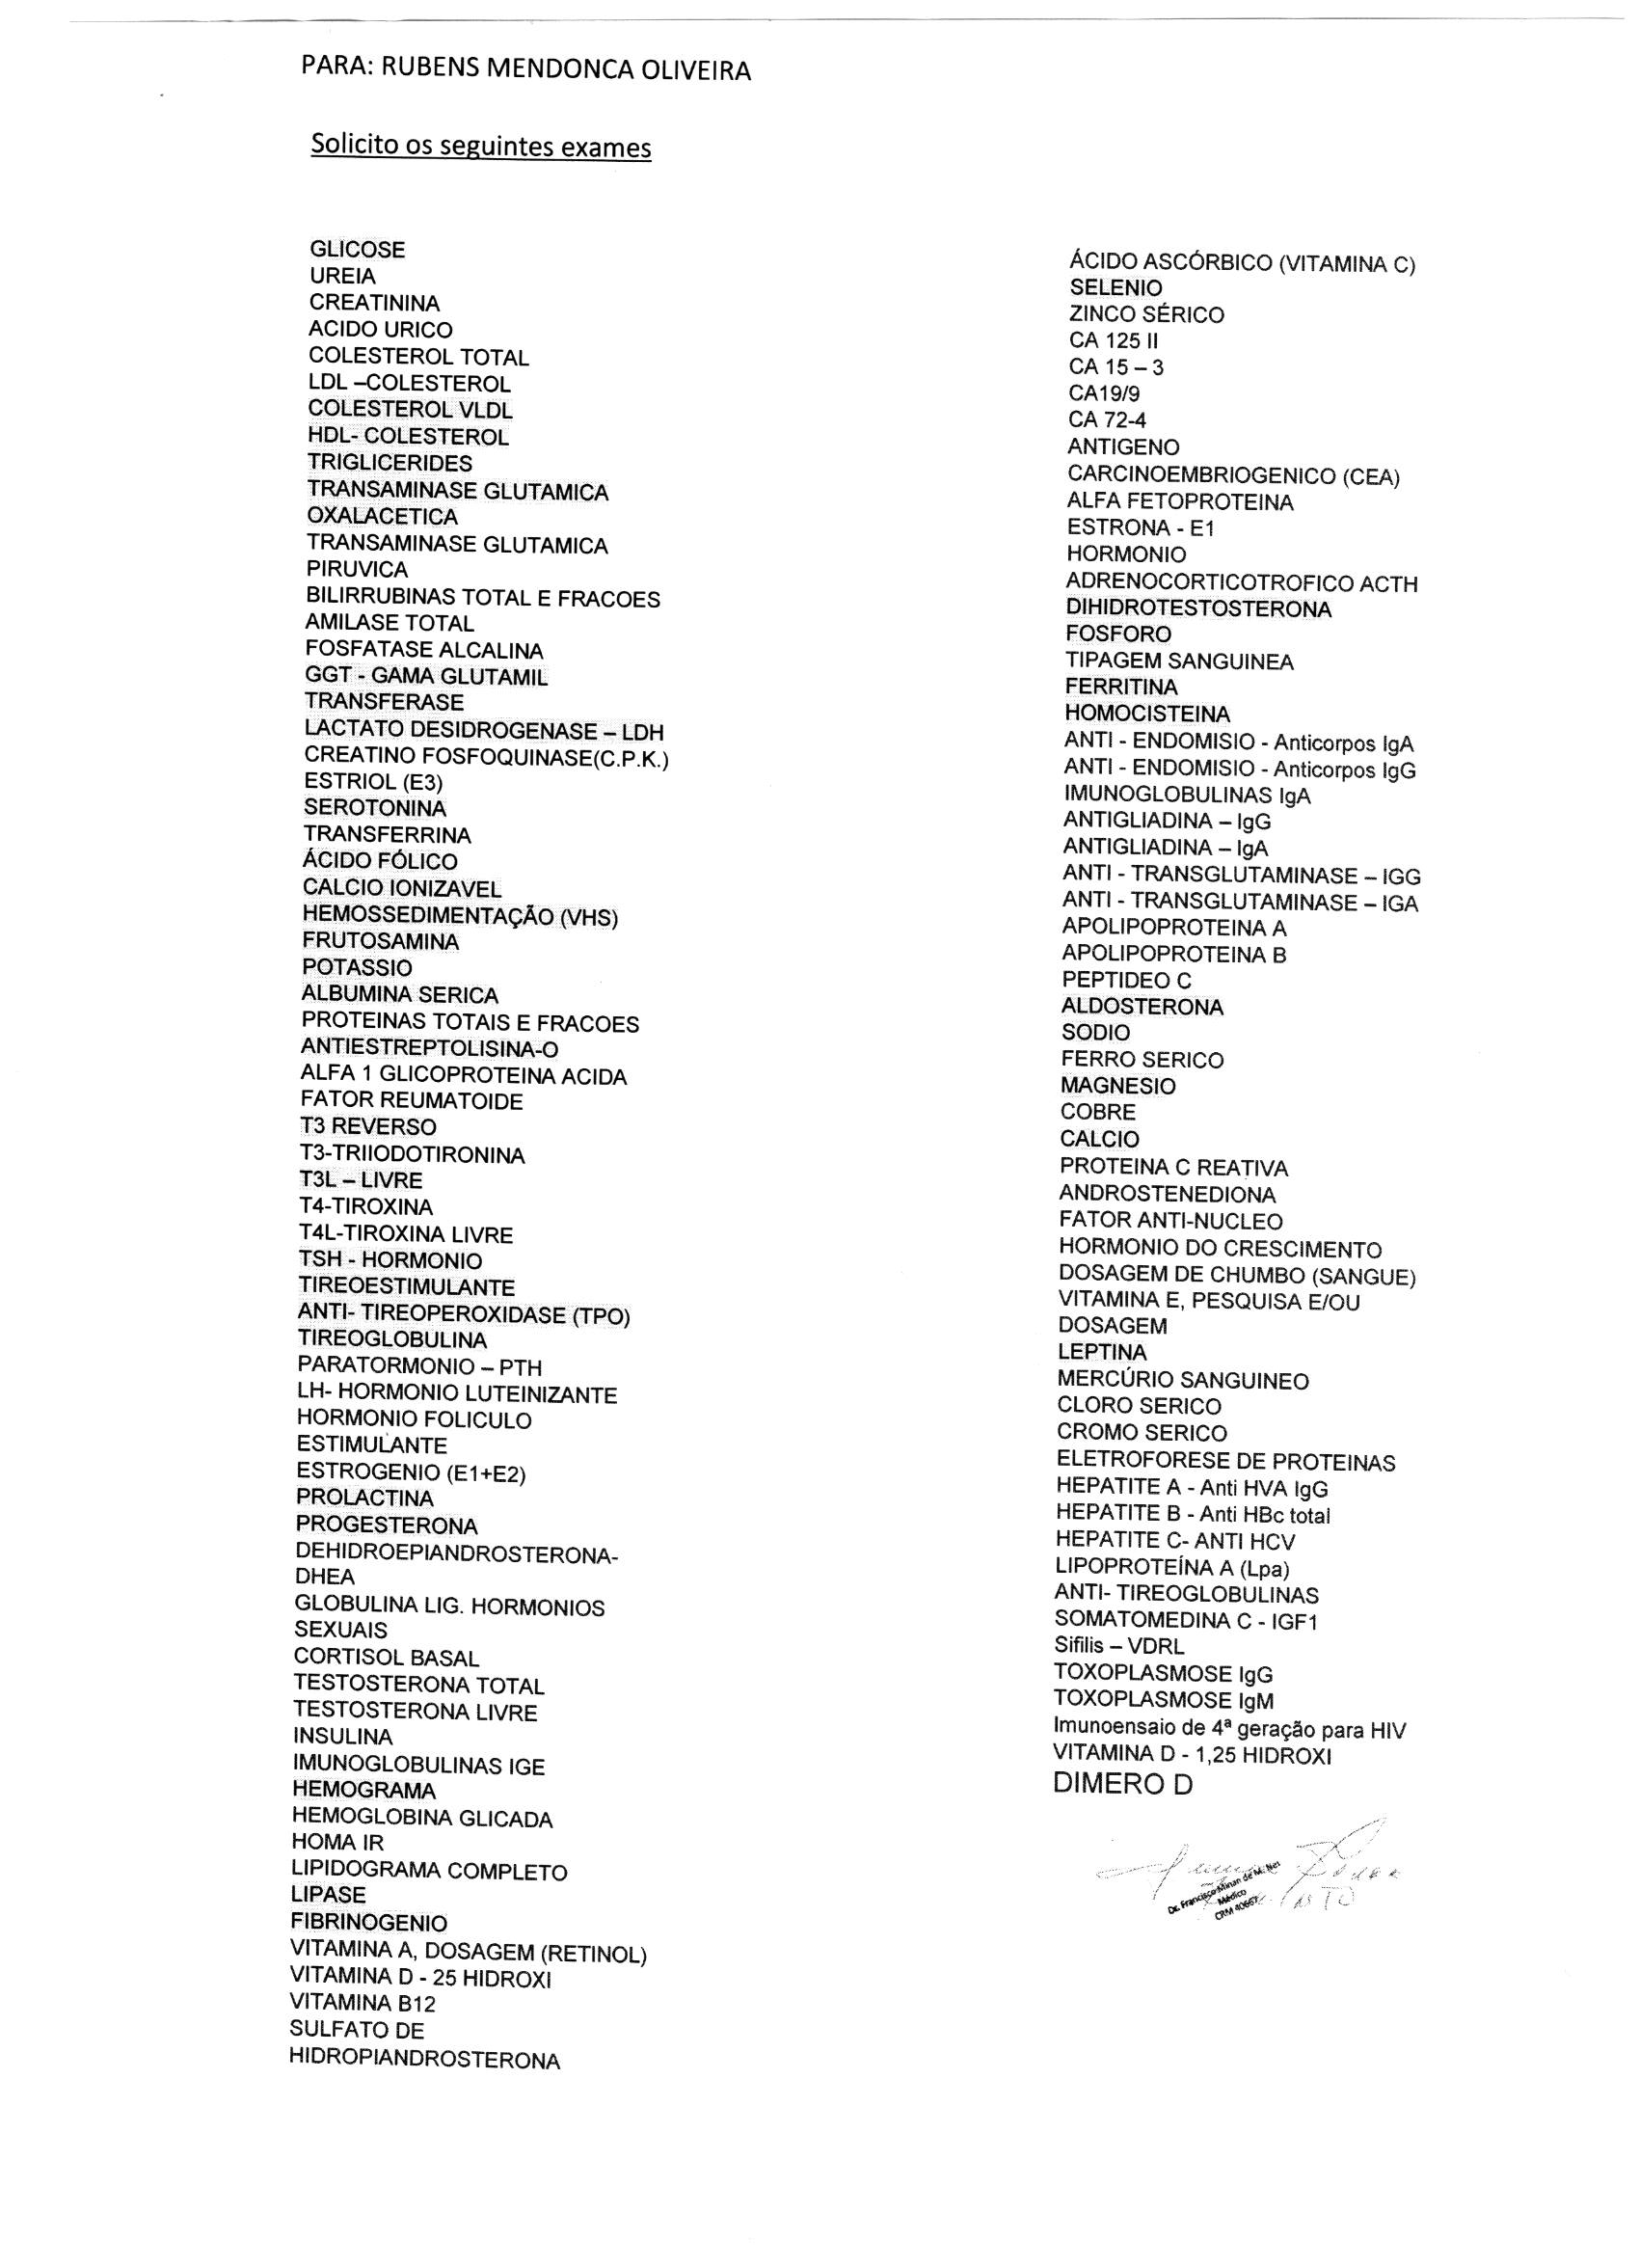 PARA: RUBENS MENDONCA OLIVEIRA
Solicito os seguintes exames
GLICOSE
UREIA
CREATININA
ACIDO URICO
COLESTEROL TOTAL
LDL –COLESTEROL
COLESTEROL VLDL
HDL- COLESTEROL
TRIGLICERIDES
TRANSAMINASE GLUTAMICA
OXALACETICA
TRANSAMINASE GLUTAMICA
PIRUVICA
BILIRRUBINAS TOTAL E FRACOES
AMILASE TOTAL
FOSFATASE ALCALINA
GGT - GAMA GLUTAMIL
TRANSFERASE
LACTATO DESIDROGENASE – LDH
CREATINO FOSFOQUINASE(C.P.K.)
ESTRIOL (E3)
SEROTONINA
TRANSFERRINA
ÁCIDO FÓLICO
CALCIO IONIZAVEL
HEMOSSEDIMENTAÇÃO (VHS)
FRUTOSAMINA
POTASSIO
ALBUMINA SERICA
PROTEINAS TOTAIS E FRACOES
ANTIESTREPTOLISINA-O
ALFA 1 GLICOPROTEINA ACIDA
FATOR REUMATOIDE
T3 REVERSO
T3-TRIIODOTIRONINA
T3L – LIVRE
T4-TIROXINA
T4L-TIROXINA LIVRE
TSH - HORMONIO
TIREOESTIMULANTE
ANTI- TIREOPEROXIDASE (TPO)
TIREOGLOBULINA
PARATORMONIO – PTH
LH- HORMONIO LUTEINIZANTE
HORMONIO FOLICULO
ESTIMULANTE
ESTROGENIO (E1+E2)
PROLACTINA
PROGESTERONA
DEHIDROEPIANDROSTERONA-
DHEA
GLOBULINA LIG. HORMONIOS
SEXUAIS
CORTISOL BASAL
TESTOSTERONA TOTAL
TESTOSTERONA LIVRE
INSULINA
IMUNOGLOBULINAS IGE
HEMOGRAMA
HEMOGLOBINA GLICADA
HOMA IR
LIPIDOGRAMA COMPLETO
LIPASE
FIBRINOGENIO
VITAMINA A, DOSAGEM (RETINOL)
VITAMINA D - 25 HIDROXI
VITAMINA B12
SULFATO DE
HIDROPIANDROSTERONA
ÁCIDO ASCÓRBICO (VITAMINA C)
SELENIO
ZINCO SÉRICO
CA 125 II
CA 15 – 3
CA19/9
CA 72-4
ANTIGENO
CARCINOEMBRIOGENICO (CEA)
ALFA FETOPROTEINA
ESTRONA - E1
HORMONIO
ADRENOCORTICOTROFICO ACTH
DIHIDROTESTOSTERONA
FOSFORO
TIPAGEM SANGUINEA
FERRITINA
HOMOCISTEINA
ANTI - ENDOMISIO - Anticorpos IgA
ANTI - ENDOMISIO - Anticorpos IgG
IMUNOGLOBULINAS IgA
ANTIGLIADINA – IgG
ANTIGLIADINA – IgA
ANTI - TRANSGLUTAMINASE – IGG
ANTI - TRANSGLUTAMINASE – IGA
APOLIPOPROTEINA A
APOLIPOPROTEINA B
PEPTIDEO C
ALDOSTERONA
SODIO
FERRO SERICO
MAGNESIO
COBRE
CALCIO
PROTEINA C REATIVA
ANDROSTENEDIONA
FATOR ANTI-NUCLEO
HORMONIO DO CRESCIMENTO
DOSAGEM DE CHUMBO (SANGUE)
VITAMINA E, PESQUISA E/OU
DOSAGEM
LEPTINA
MERCÚRIO SANGUINEO
CLORO SERICO
CROMO SERICO
ELETROFORESE DE PROTEINAS
HEPATITE A - Anti HVA IgG
HEPATITE B - Anti HBc total
HEPATITE C- ANTI HCV
LIPOPROTEÍNA A (Lpa)
ANTI- TIREOGLOBULINAS
SOMATOMEDINA C - IGF1
Sifilis – VDRL
TOXOPLASMOSE IgG
TOXOPLASMOSE IgM
Imunoensaio de 4ª geração para HIV
VITAMINA D - 1,25 HIDROXI
DIMERO D
Dr. Francisco de M.
Médico
CRM 40667